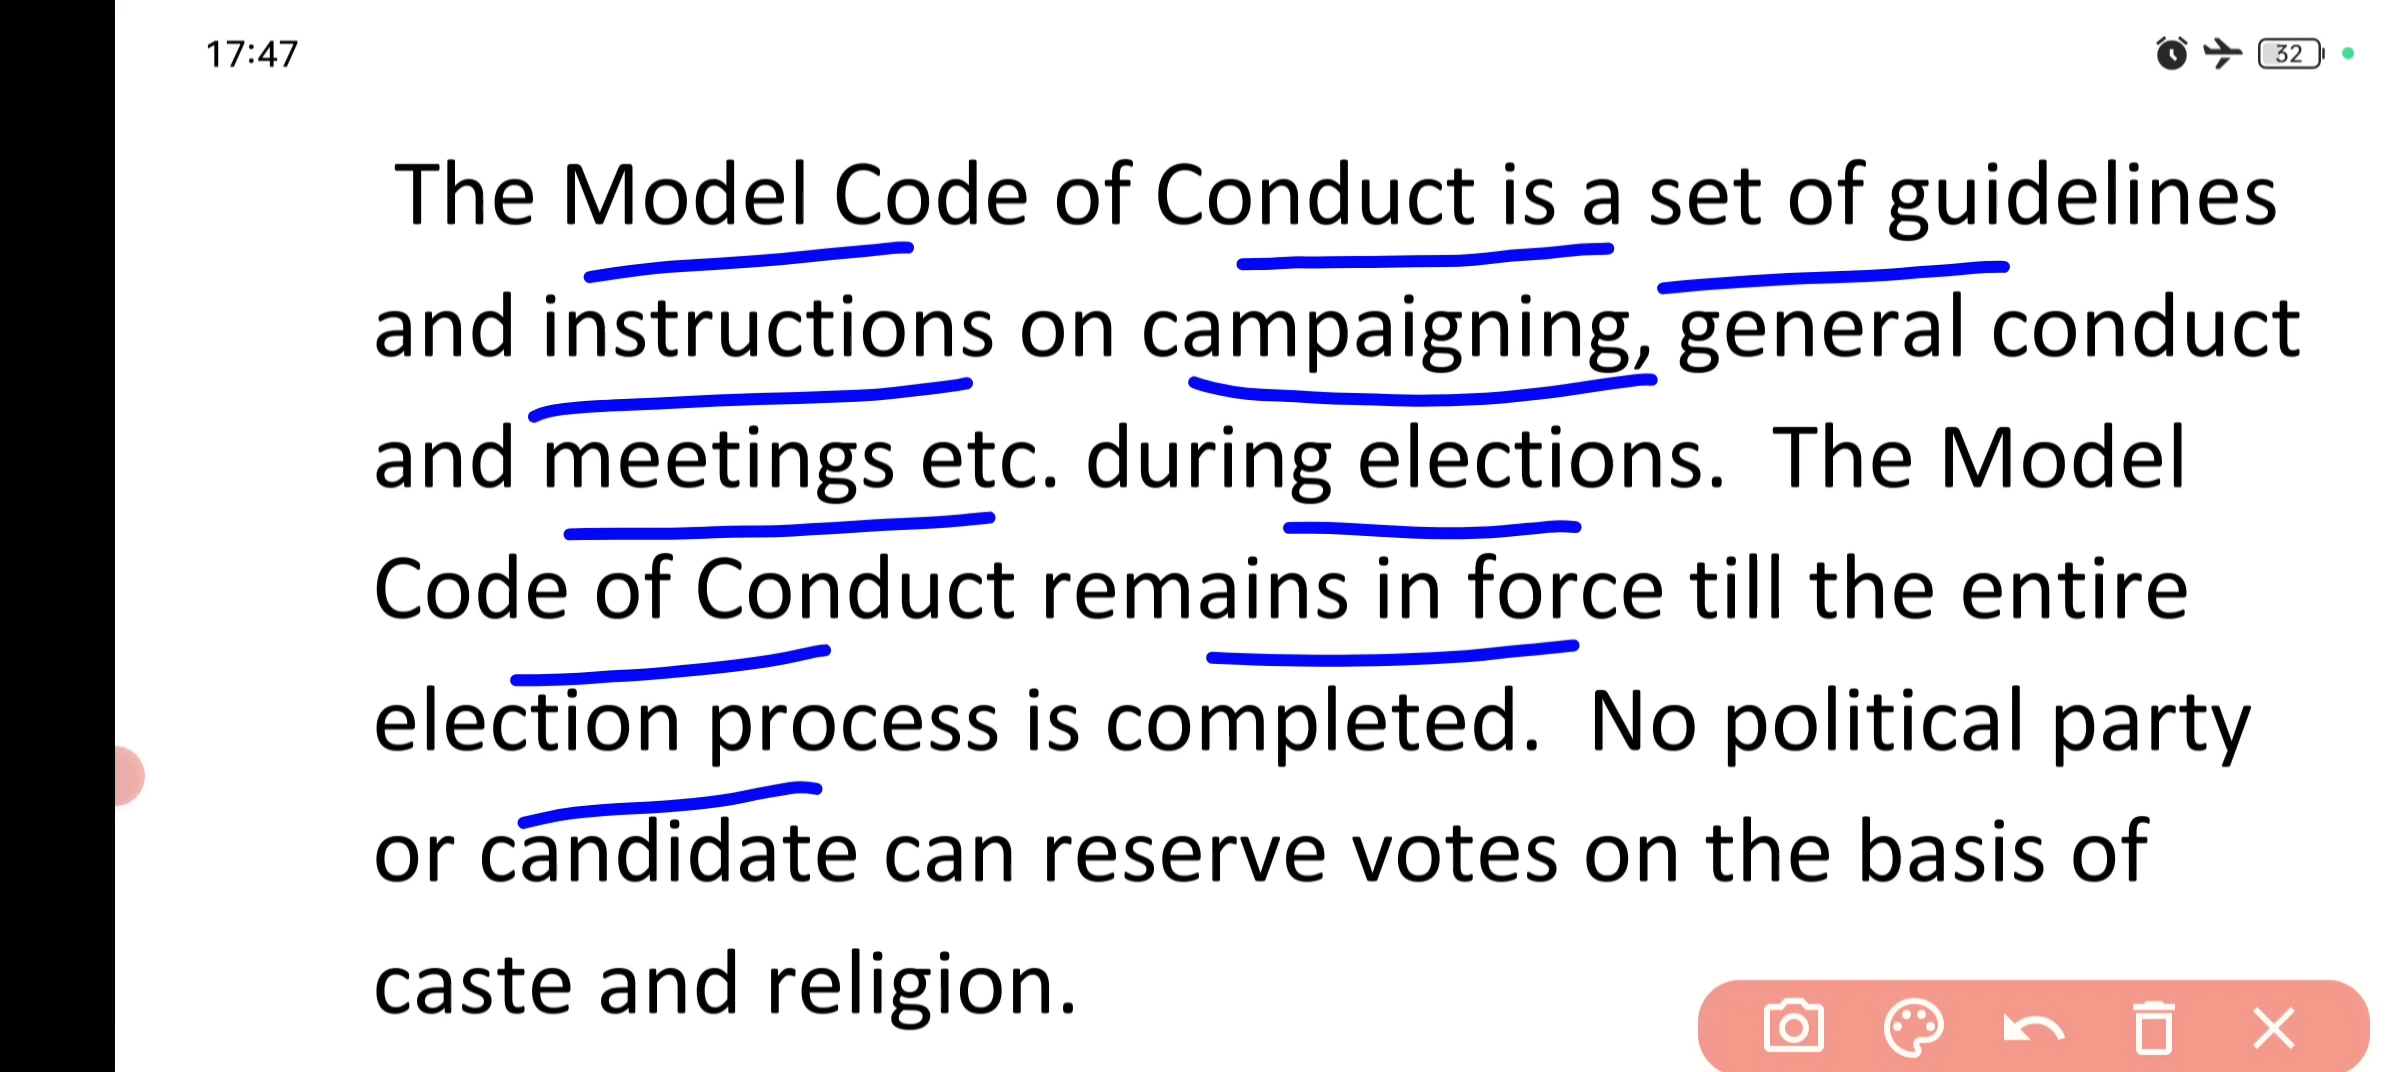 17:47
32
The Model Code of Conduct is a set of guidelines
and instructions on campaigning, general conduct
and meetings etc. during elections. The Model
Code of Conduct remains in force till the entire
election process is completed. No political party
or candidate can reserve votes on the basis of
caste and religion.